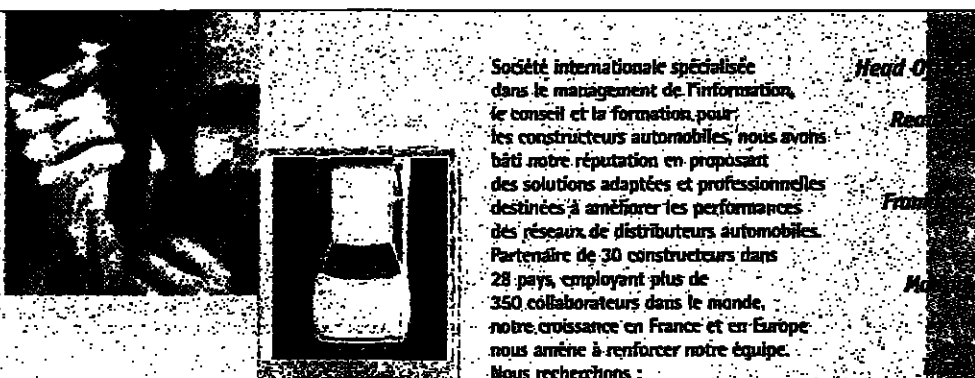 Société internationale spécialisée
dans le management de l'information,
le conseil et la formation pour
les constructeurs automobiles, nous avons
bâti notre réputation en proposant
des solutions adaptées et professionnelles
destinées à améliorer les performances
des réseaux de distributeurs automobiles.
Partenaire de 30 constructeurs dans
28 pays, employant plus de
350 collaborateurs dans le monde,
notre croissance en France et en Europe
nous amène à renforcer notre équipe.
Nous recherchons :
Head